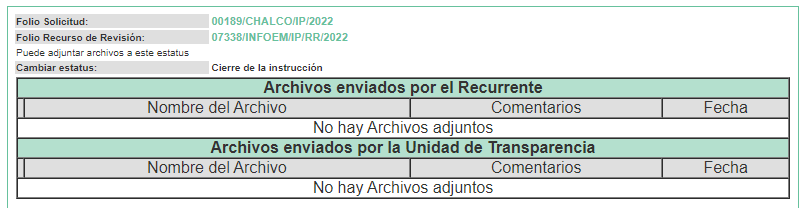 Folio Solicitud: 00189/CHALCO/IP/2022
Folio Recurso de Revisión: 07338/INFOEM/IP/RR/2022
Puede adjuntar archivos a este estatus
Cambiar estatus: Cierre de la instrucción
Archivos enviados por el Recurrente
Nombre del Archivo Comentarios Fecha
No hay Archivos adjuntos
Archivos enviados por la Unidad de Transparencia
Nombre del Archivo Comentarios Fecha
No hay Archivos adjuntos